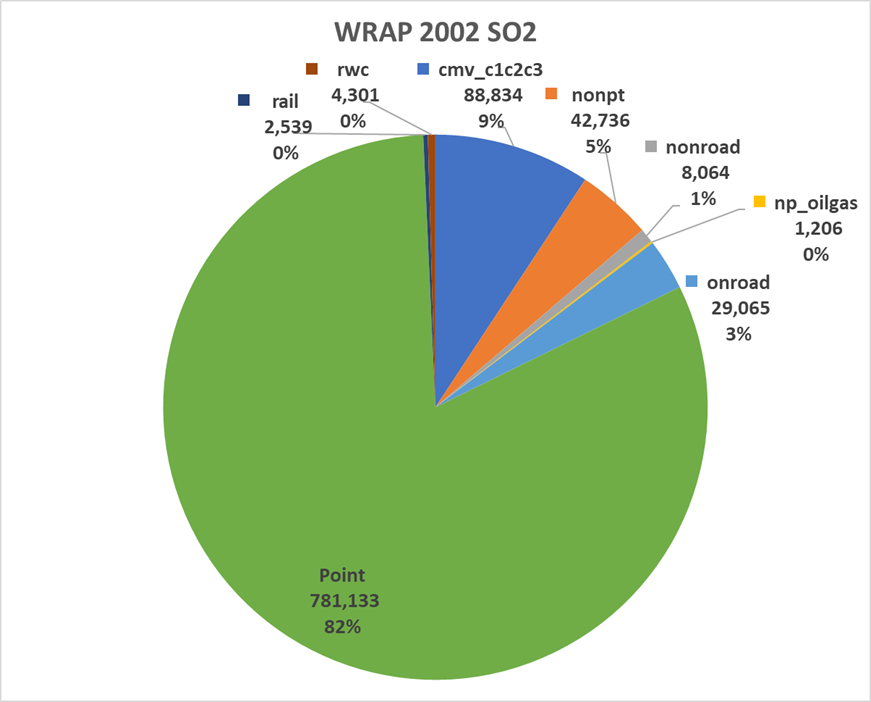 WRAP 2002 SO2
rwc
4,301
0%
cmv_c1c2c3
88,834
9%
rail
2,539
0%
nonpt
42,736
5%
nonroad
8,064
1%
np_oilgas
1,206
0%
onroad
29,065
3%
Point
781,133
82%